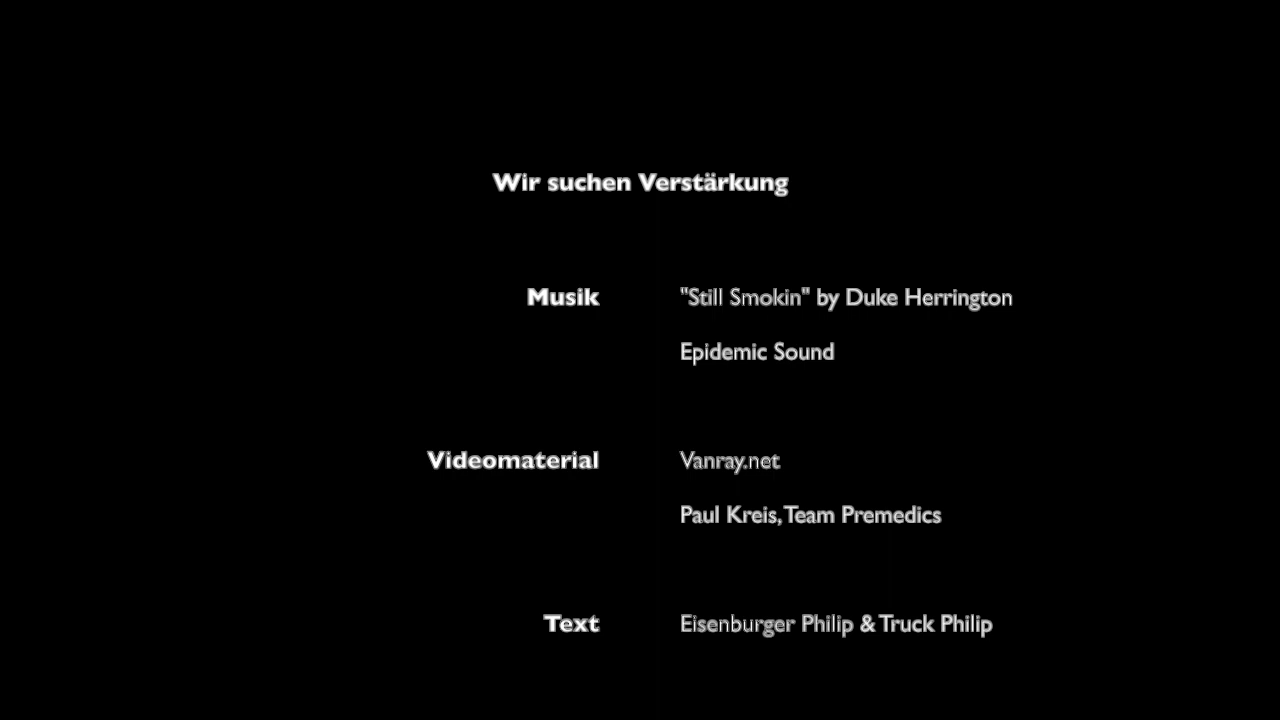 Wir suchen Verstärkung
Musik "Still Smokin" by Duke Herrington
Epidemic Sound
Videomaterial Vanray.net
Paul Kreis, Team Premedics
Text Eisenburger Philip & Truck Philip